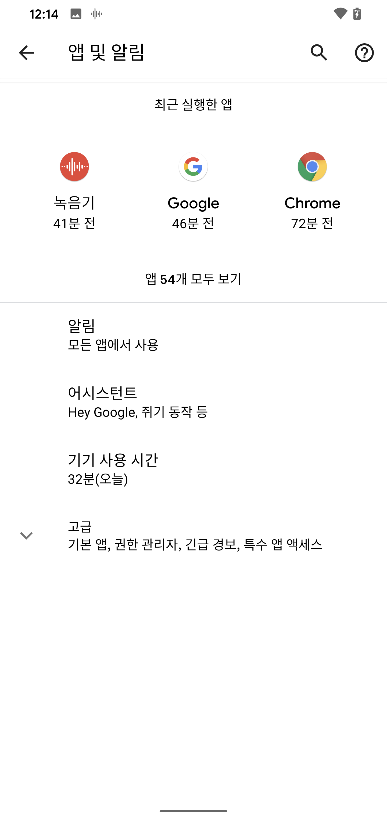 12:14
앱 및 알림
최근 실행한 앱
녹음기
Google
Chrome
41분 전
46분 전
72분 전
앱 54개 모두 보기
알림
모든 앱에서 사용
어시스턴트
Hey Google, 쥐기 동작 등
기기 사용 시간
32분(오늘)
고급
기본 앱, 권한 관리자, 긴급 경보, 특수 앱 액세스